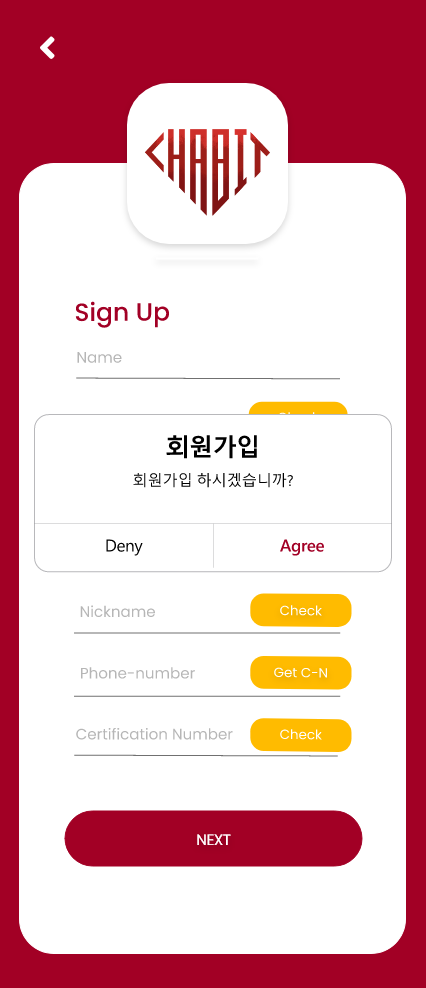 CHABIT
Sign Up
Name
회원가입
회원가입 하시겠습니까?
Deny
Agree
Nickname
Check
Phone-number
Get C-N
Certification Number
Check
NEXT